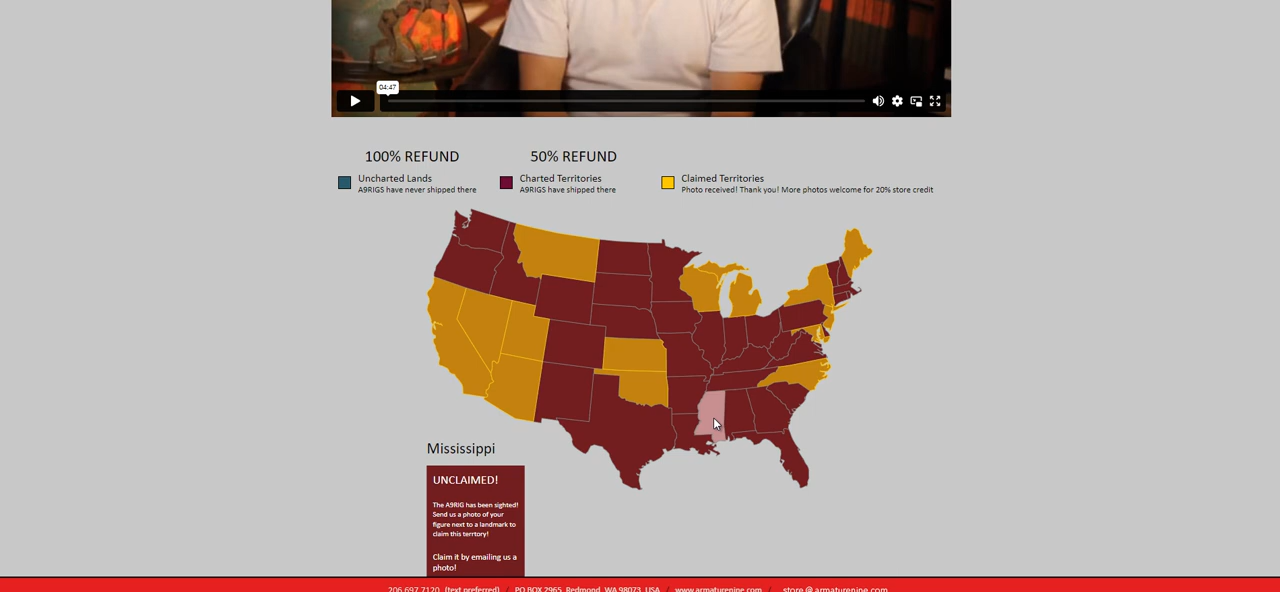 04:47
100% REFUND
50% REFUND
Uncharted Lands
A9RIGS have never shipped there
Charted Territories
A9RIGS have shipped there
Claimed Territories
Photo received! Thank you! More photos welcome for 20% store credit
Mississippi
UNCLAIMED!
The A9RIG has been sighted!
Send us a photo of your
figure next to a landmark to
claim this terrtory!
Claim it by emailing us a
photo!
206.697.7120 (text preferred) / PO BOX 2965, Redmond, WA 98073, USA / www.armaturenine.com / store @ armaturenine.com